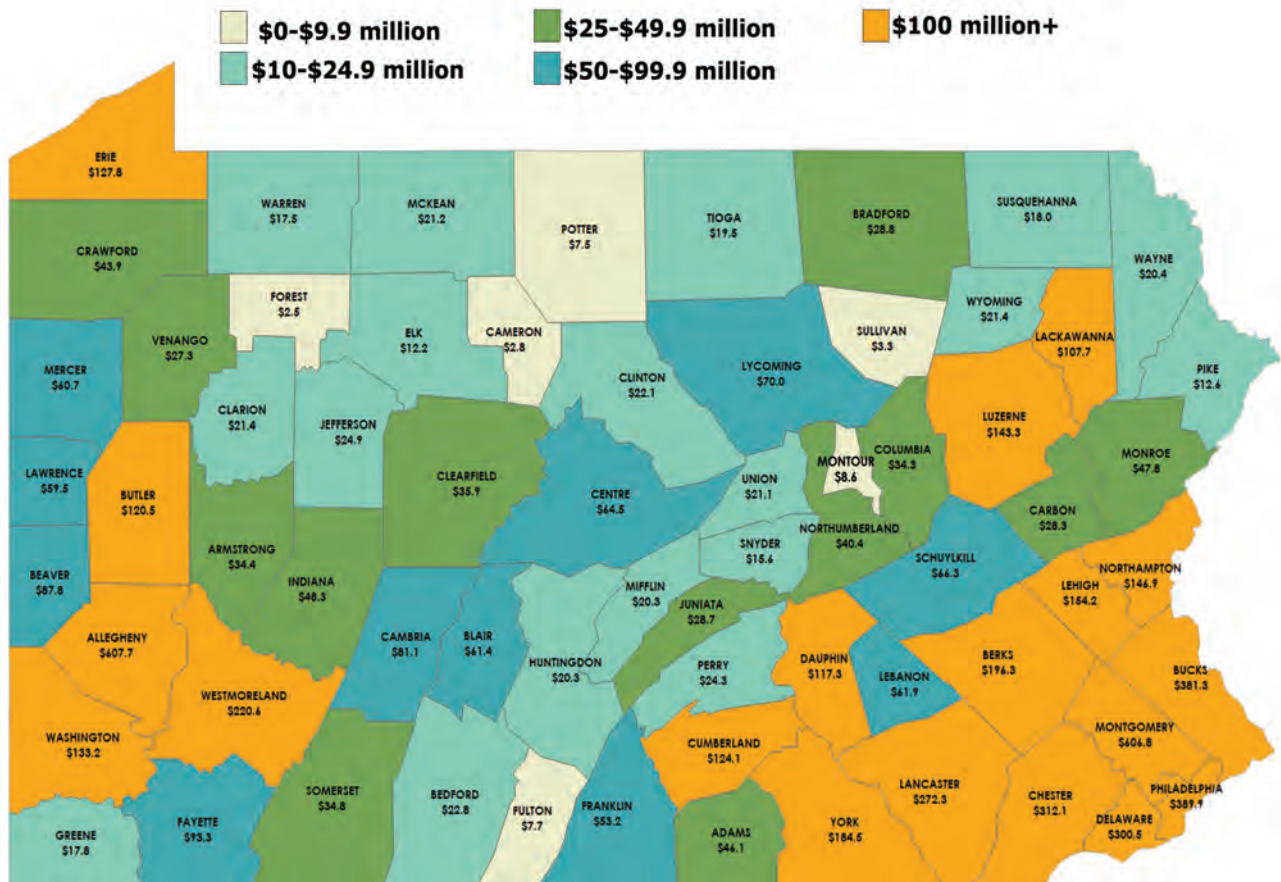 $0-$9.9 million
$25-$49.9 million
$100 million+
$10-$24.9 million
$50-$99.9 million
ERIE
$127.8
WARREN
$17.5
MCKEAN
$21.2
POTTER
$7.5
TIOGA
$19.5
BRADFORD
$28.8
SUSQUEHANNA
$18.0
CRAWFORD
$43.9
WAYNE
$20.4
FOREST
$2.5
ELK
$12.2
CAMERON
$2.8
SULLIVAN
$3.3
WYOMING
$21.4
LACKAWANNA
$107.7
VENANGO
$27.3
MERCER
$60.7
CLINTON
$22.1
LYCOMING
$70.0
PIKE
$12.6
CLARION
$21.4
JEFFERSON
$24.9
LUZERNE
$143.3
LAWRENCE
$59.5
BUTLER
$120.5
CLEARFIELD
$35.9
CENTRE
$64.5
UNION
$21.1
MONTOUR
$8.6
COLUMBIA
$34.3
MONROE
$47.8
CARBON
$28.3
ARMSTRONG
$34.4
INDIANA
$48.3
SNYDER
$15.6
NORTHUMBERLAND
$40.4
SCHUYLKILL
$66.3
NORTHAMPTON
$146.9
LEHIGH
$154.2
BEAVER
$87.8
MIFFLIN
$20.3
JUNIATA
$28.7
ALLEGHENY
$607.7
CAMBRIA
$81.1
BLAIR
$61.4
HUNTINGDON
$20.3
PERRY
$24.3
DAUPHIN
$117.3
LEBANON
$61.9
BERKS
$196.3
BUCKS
$381.3
WESTMORELAND
$220.6
WASHINGTON
$133.2
CUMBERLAND
$124.1
MONTGOMERY
$606.8
SOMERSET
$34.8
BEDFORD
$22.8
FULTON
$7.7
FRANKLIN
$53.2
LANCASTER
$272.3
CHESTER
$312.1
PHILADELPHIA
$389.9
GREENE
$17.8
FAYETTE
$93.3
ADAMS
$46.1
YORK
$184.5
DELAWARE
$300.5